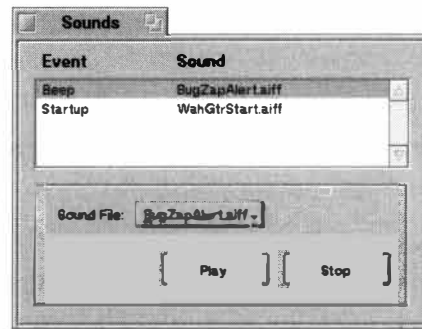 Sounds
Event Sound
Beep BugZapAlert.aiff
Startup WahGtrStart.aiff
Sound File: BugZapAlert.aiff
Play Stop